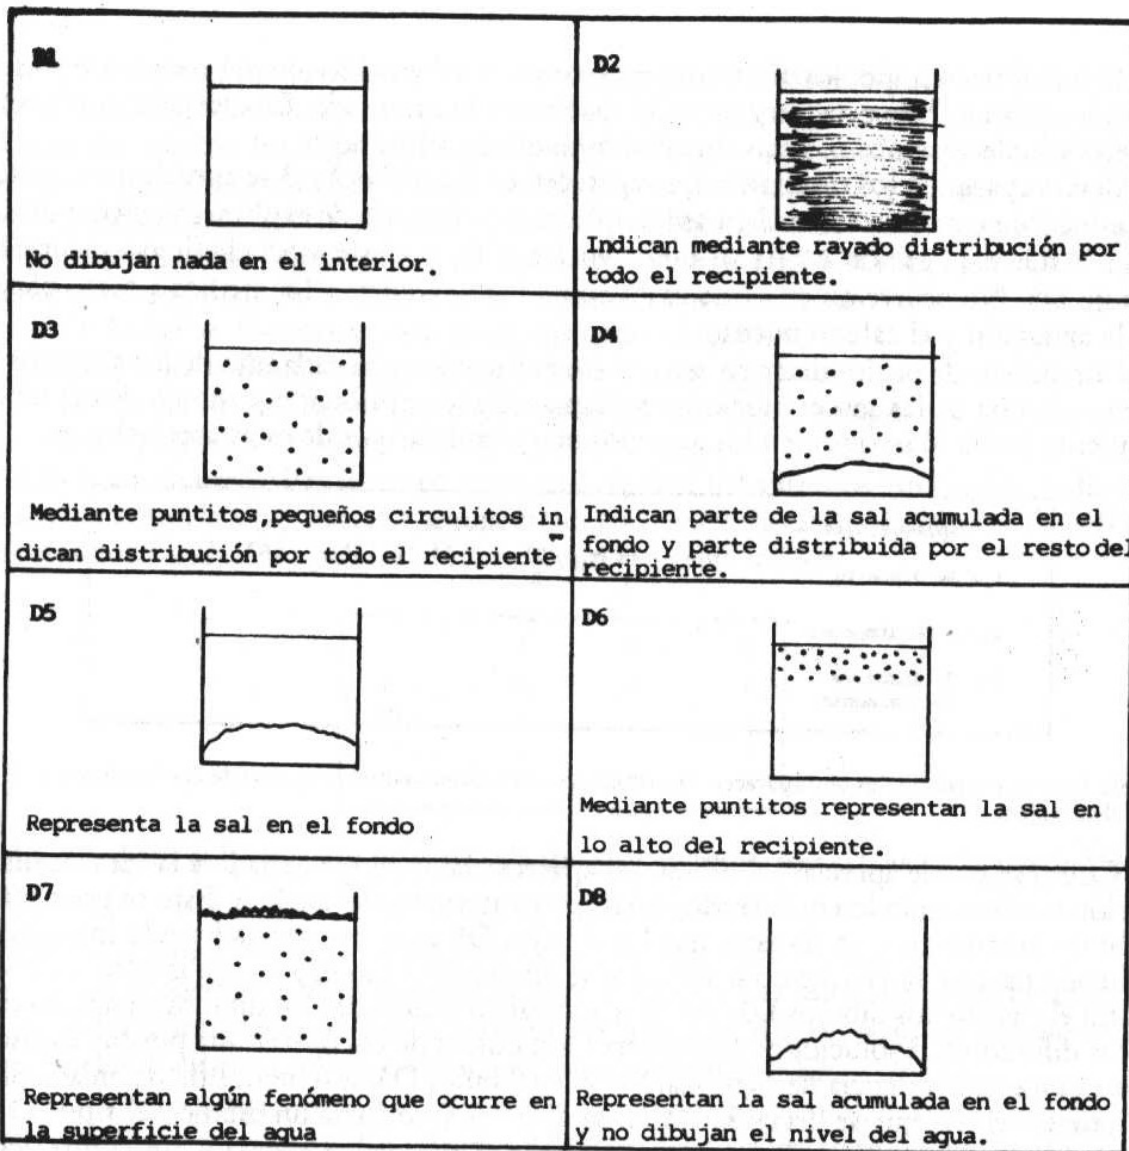 D1
No dibujan nada en el interior.
D2
Indican mediante rayado distribución por
todo el recipiente.
D3
Mediante puntitos,pequeños circulitos in
dican distribución por todo el recipiente
D4
Indican parte de la sal acumulada en el
fondo y parte distribuida por el resto del
recipiente.
D5
Representa la sal en el fondo
D6
Mediante puntitos representan la sal en
lo alto del recipiente.
D7
Representan algún fenómeno que ocurre en
la superficie del agua
D8
Representan la sal acumulada en el fondo
y no dibujan el nivel del agua.